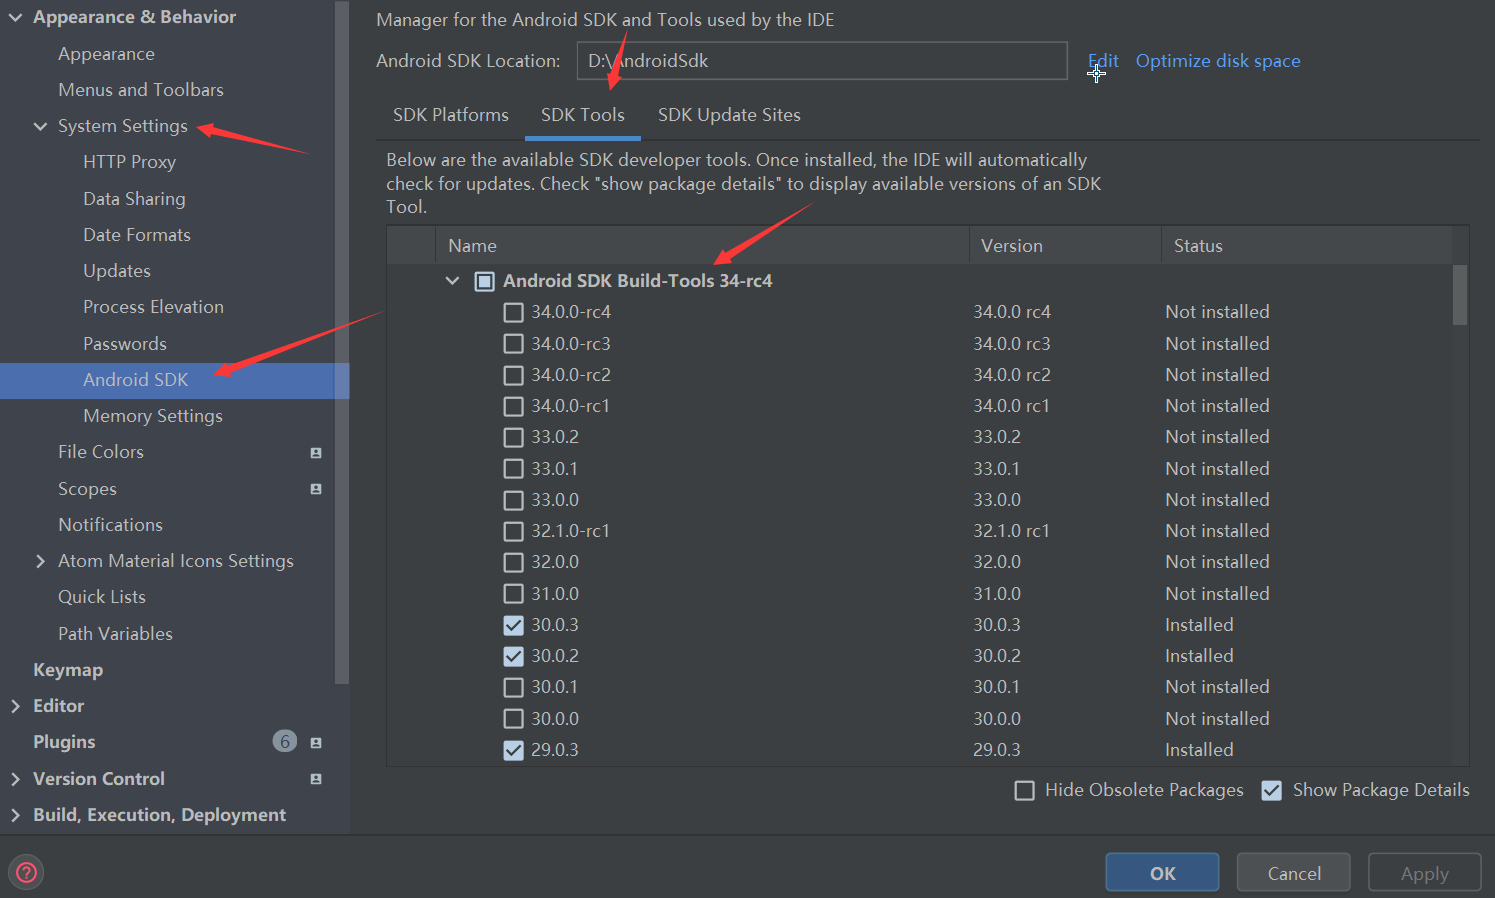 Appearance & Behavior
Appearance
Menus and Toolbars
System Settings
HTTP Proxy
Data Sharing
Date Formats
Updates
Process Elevation
Passwords
Android SDK
Memory Settings
File Colors
Scopes
Notifications
Atom Material Icons Settings
Quick Lists
Path Variables
Keymap
Editor
Plugins 6
Version Control
Build, Execution, Deployment
Manager for the Android SDK and Tools used by the IDE
Android SDK Location: D:\AndroidSdk Edit Optimize disk space
SDK Platforms SDK Tools SDK Update Sites
Below are the available SDK developer tools. Once installed, the IDE will automatically
check for updates. Check "show package details" to display available versions of an SDK
Tool.
Name Version Status
Android SDK Build-Tools 34-rc4
34.0.0-rc4 34.0.0 rc4 Not installed
34.0.0-rc3 34.0.0 rc3 Not installed
34.0.0-rc2 34.0.0 rc2 Not installed
34.0.0-rc1 34.0.0 rc1 Not installed
33.0.2 33.0.2 Not installed
33.0.1 33.0.1 Not installed
33.0.0 33.0.0 Not installed
32.1.0-rc1 32.1.0 rc1 Not installed
32.0.0 32.0.0 Not installed
31.0.0 31.0.0 Not installed
30.0.3 30.0.3 Installed
30.0.2 30.0.2 Installed
30.0.1 30.0.1 Not installed
30.0.0 30.0.0 Not installed
29.0.3 29.0.3 Installed
Hide Obsolete Packages Show Package Details
? OK Cancel Apply